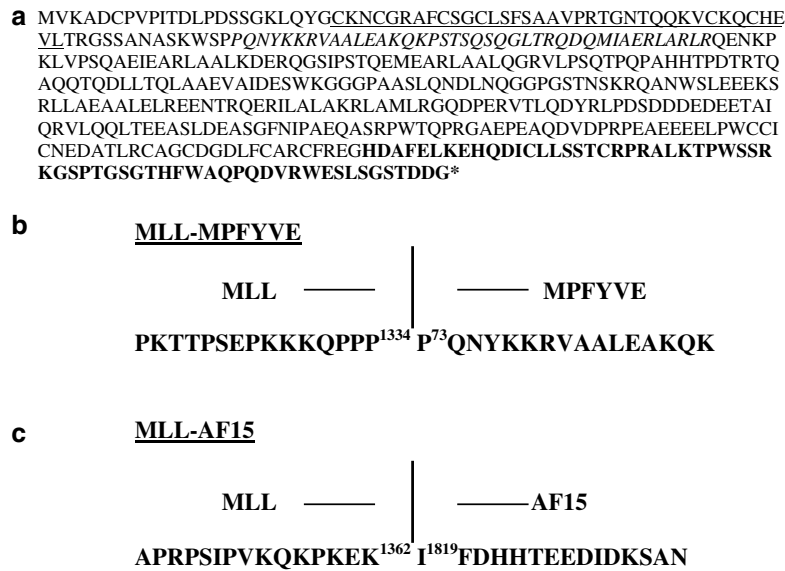 a MVKADCPVPITDLPDSSGKLQYGCKNCGRAFCSGCLSFSAAVPRTGNTQQKVCKQCHE
VLTRGSSANASKWSPPQNYKKRVAALEAKQKPSTSQSQGLTRQDQMIAERLARLRQENKP
KLVPSQAEIEARLAALKDERQGSIPSTQEMEARLAALQGRVLPSQTPQPAHHTPDTRTQ
AQQTQDLLTQLAAEVAIDESWKGGGPAASLQNDLNQGGPGSTNSKRQANWSLEEEKS
RLLAEAALELREENTRQERILALAKRLAMLRGQDPERVTLQDYRLPDSDDDEDEETAI
QRVLQQLTEEASLDEASGFNIPAEQASRPWTQPRGAEPEAQDVDPRPEAEEEELPWCCI
CNEDATLRCAGCDGDLFCARCFREGHDAFELKEHQDICLLSSTCRPRALKTPWSSR
KGSPTGSGTHFWAQPQDVRWESLSGSTDDG*
b MLL-MPFYVE
MLL MPFYVE
PKTTPSEPKKKQPPP1334 P73QNYKKRVAALEAKQK
c MLL-AF15
MLL AF15
APRPSIPVKQKPKEK1362 I1819FDHHTEEDIDKSAN